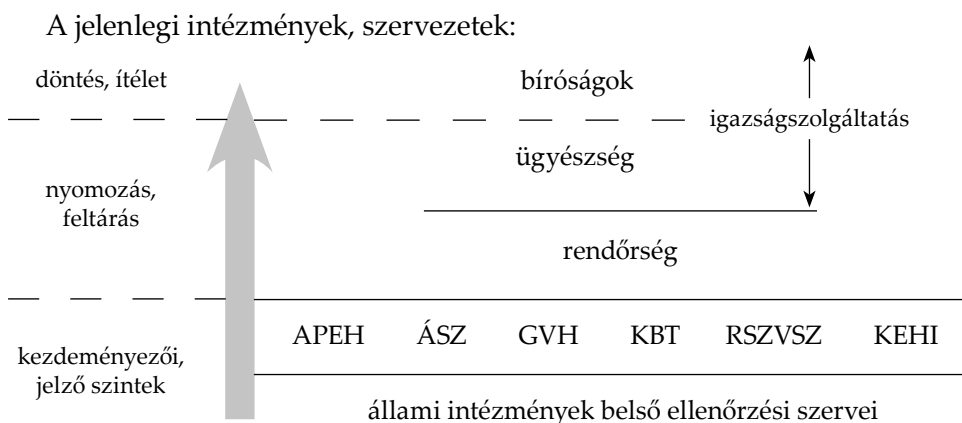 A jelenlegi intézmények, szervezetek:
döntés, ítélet
bíróságok
igazságszolgáltatás
ügyészség
nyomozás,
feltárás
rendőrség
APEH ÁSZ GVH KBT RSZVSZ KEHI
kezdeményezői,
jelző szintek
állami intézmények belső ellenőrzési szervei